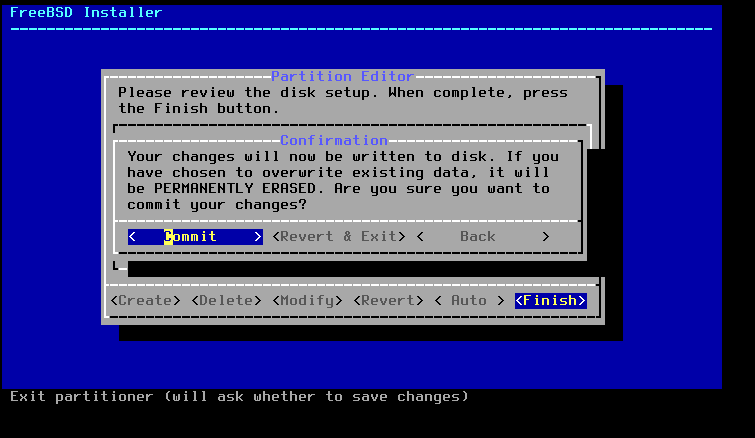 FreeBSD Installer
Partition Editor
Please review the disk setup. When complete, press
the Finish button.
Confirmation
Your changes will now be written to disk. If you
have chosen to overwrite existing data, it will
be PERMANENTLY ERASED. Are you sure you want to
commit your changes?
<   Commit    > <Revert & Exit> <    Back     >
<Create> <Delete> <Modify> <Revert> < Auto > <Finish>
Exit partitioner (will ask whether to save changes)